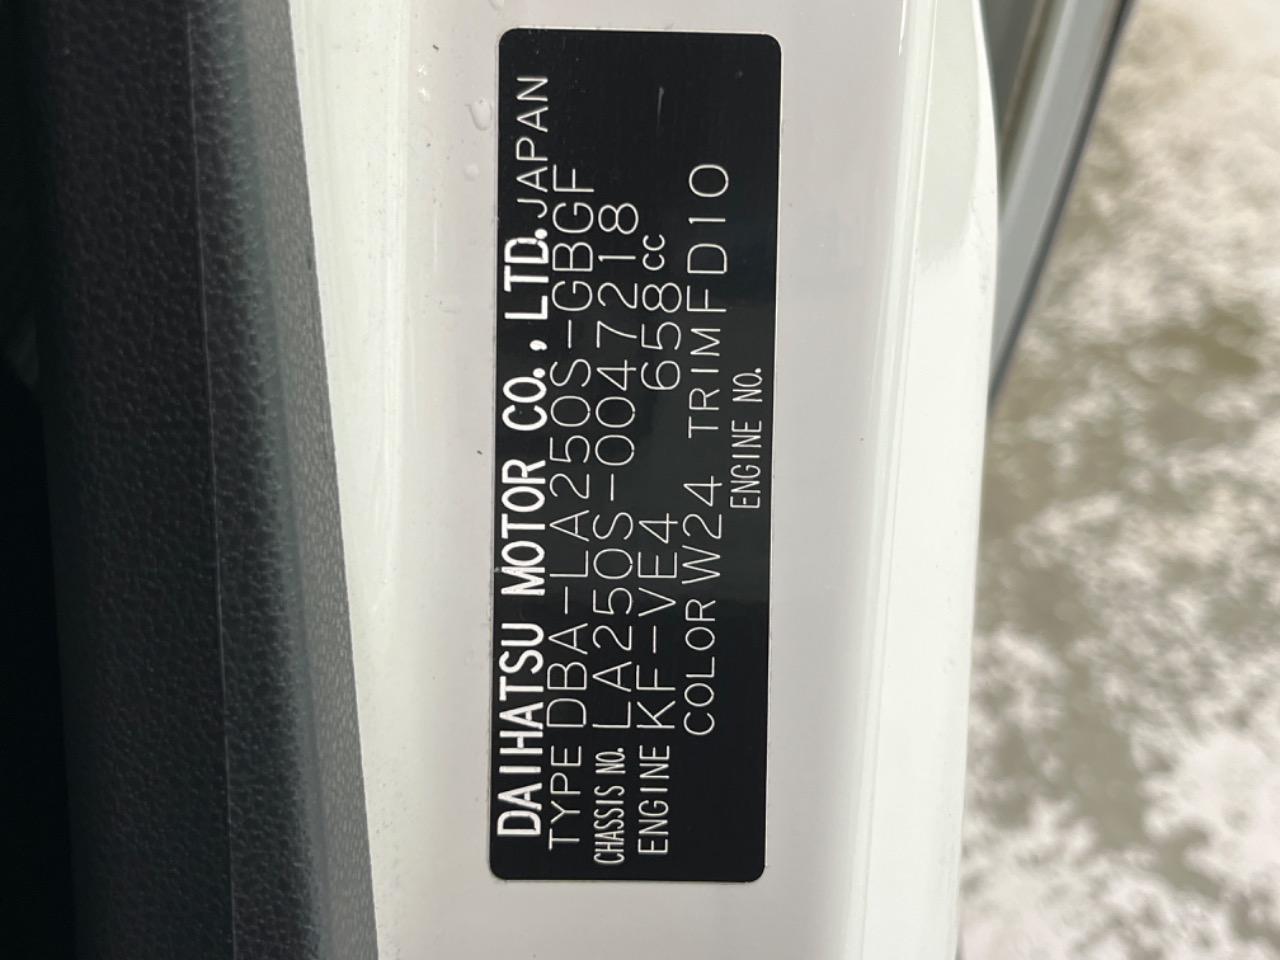 DAIHATSU MOTOR CO., LTD. JAPAN
TYPE DBA-LA250S-GBGF
CHASSIS NO. LA250S-0047218
ENGINE KF-VE4 658cc
COLOR W24 TRIM FD10
ENGINE NO.